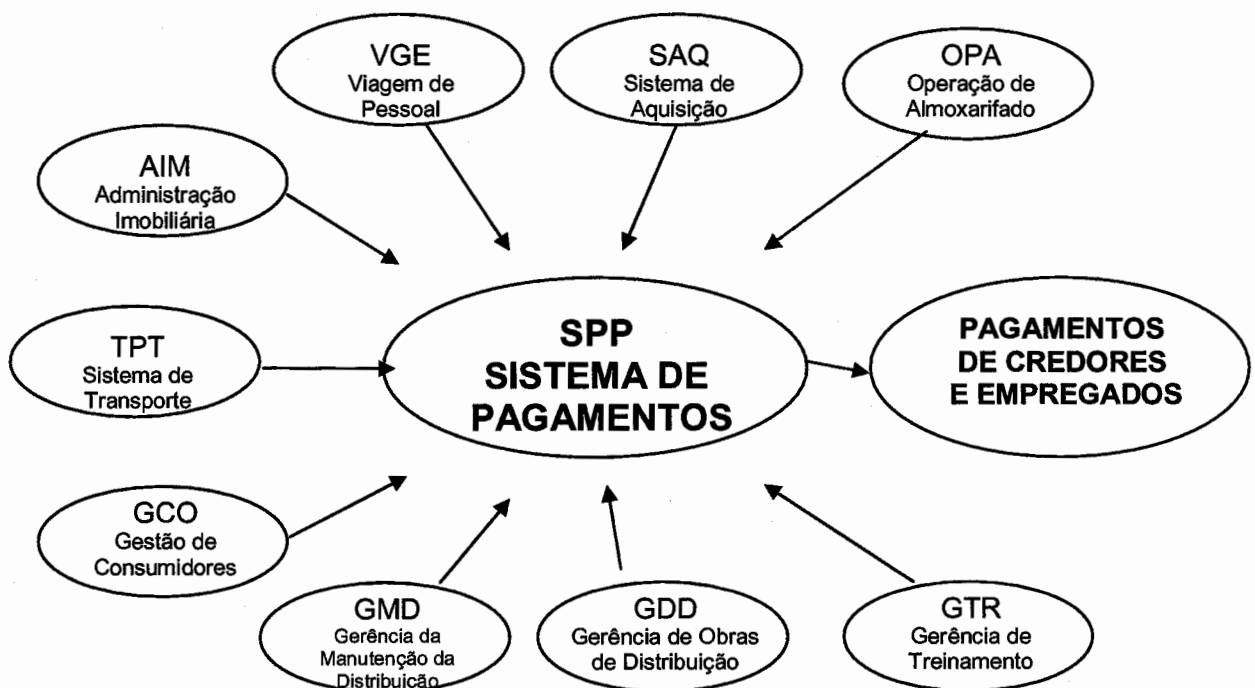 VGE
Viagem de
Pessoal
SAQ
Sistema de
Aquisição
OPA
Operação de
Almoxarifado
AIM
Administração
Imobiliária
TPT
Sistema de
Transporte
SPP
SISTEMA DE
PAGAMENTOS
PAGAMENTOS
DE CREDORES
E EMPREGADOS
GCO
Gestão de
Consumidores
GMD
Gerência da
Manutenção da
Distribuição
GDD
Gerência de Obras
de Distribuição
GTR
Gerência de
Treinamento